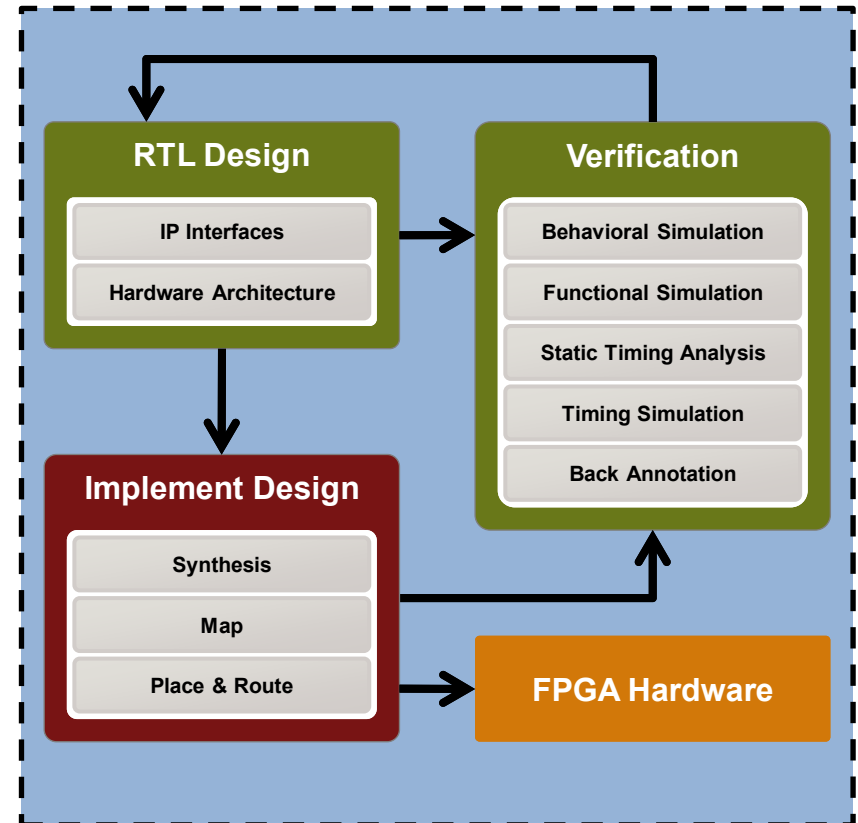 RTL Design
IP Interfaces
Hardware Architecture
Verification
Behavioral Simulation
Functional Simulation
Static Timing Analysis
Timing Simulation
Back Annotation
Implement Design
Synthesis
Map
Place & Route
FPGA Hardware